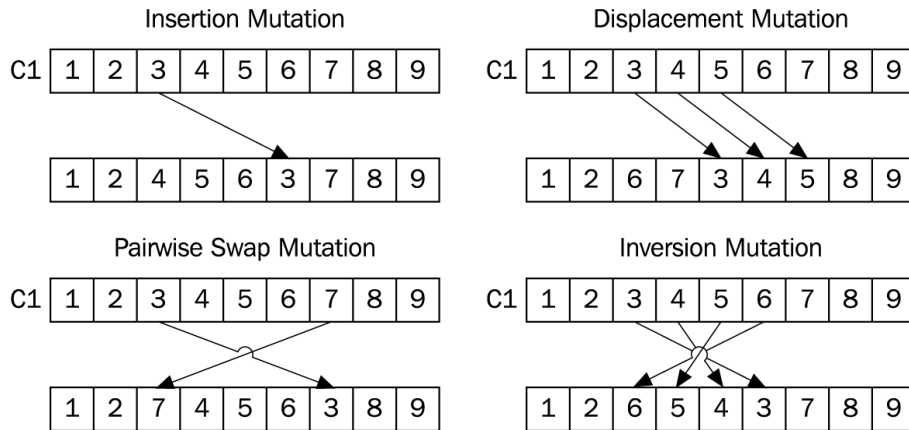 Insertion Mutation
C1 1 2 3 4 5 6 7 8 9
1 2 4 5 6 3 7 8 9
Displacement Mutation
C1 1 2 3 4 5 6 7 8 9
1 2 6 7 3 4 5 8 9
Pairwise Swap Mutation
C1 1 2 3 4 5 6 7 8 9
1 2 7 4 5 6 3 8 9
Inversion Mutation
C1 1 2 3 4 5 6 7 8 9
1 2 6 5 4 3 7 8 9